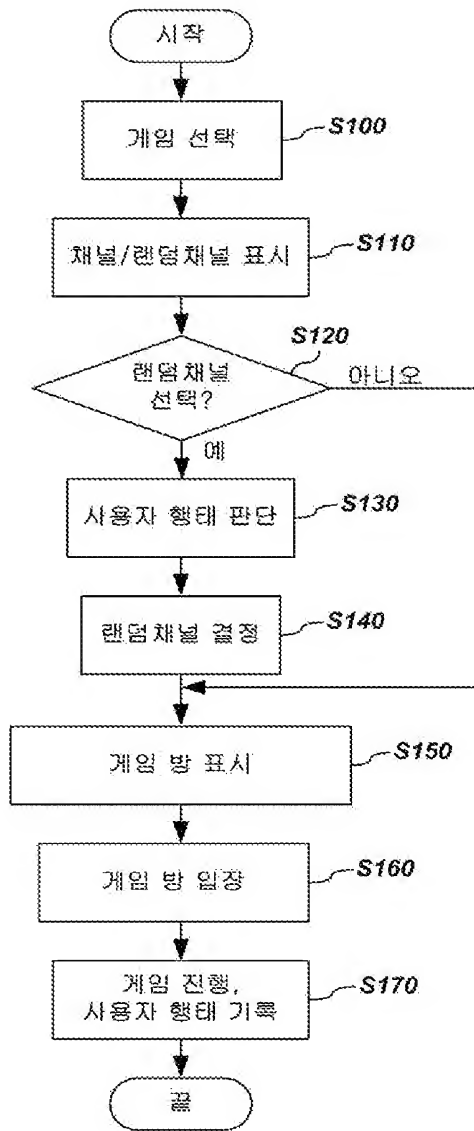 시작
게임 선택
S100
채널/랜덤채널 표시
S110
S120
랜덤채널
선택?
아니오
예
사용자 행태 판단
S130
랜덤채널 결정
S140
게임 방 표시
S150
게임 방 입장
S160
게임 진행,
사용자 행태 기록
S170
끝